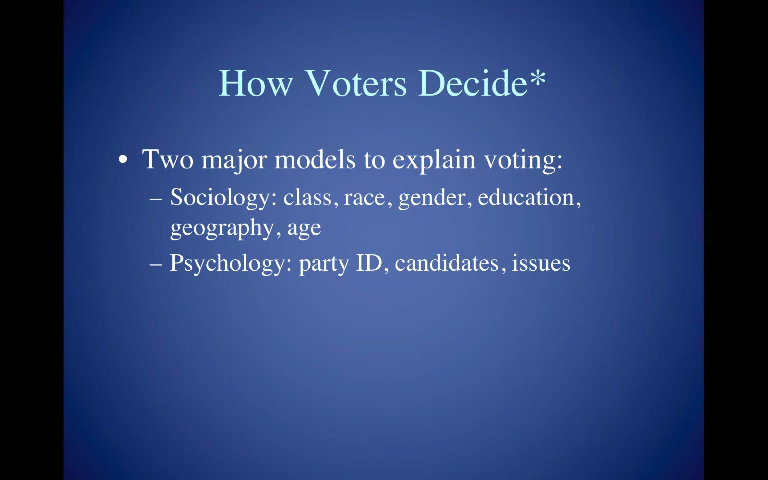 How Voters Decide*
• Two major models to explain voting:
– Sociology: class, race, gender, education,
geography, age
– Psychology: party ID, candidates, issues